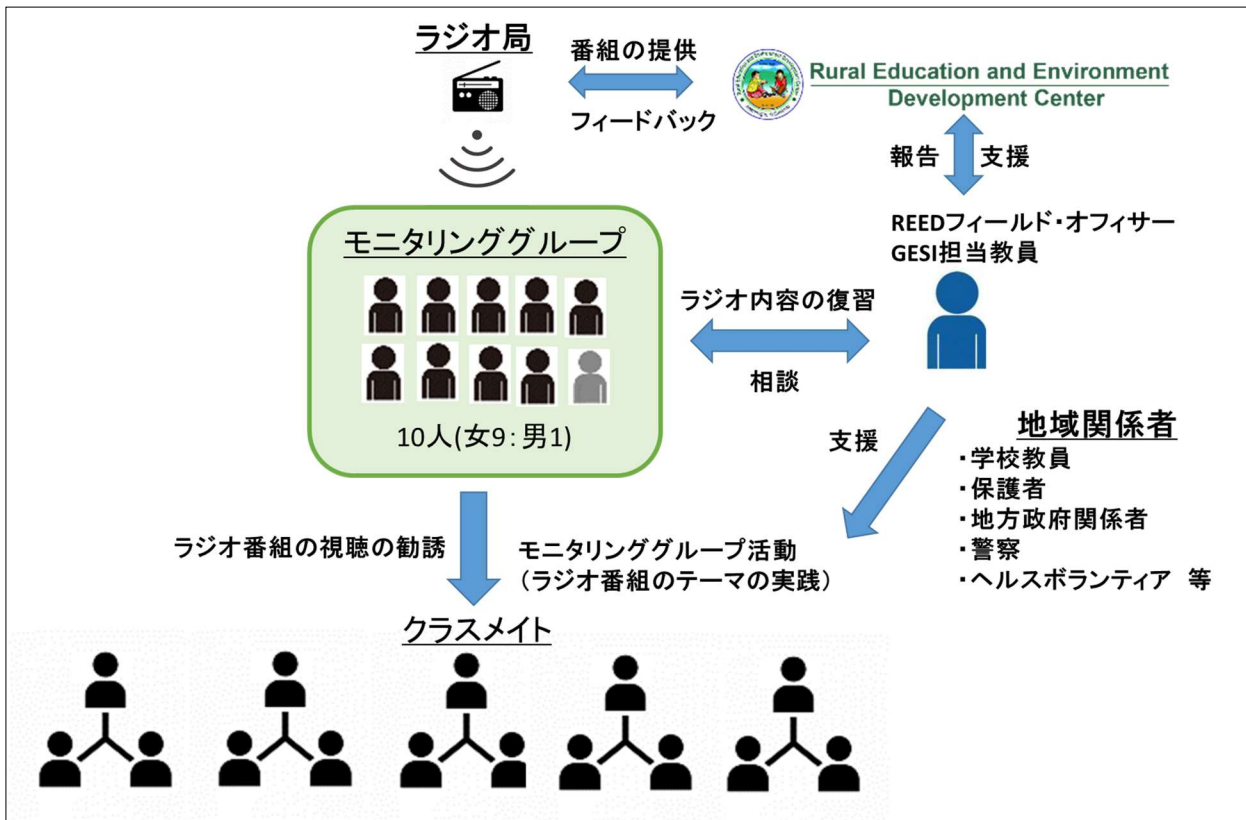 ラジオ局
番組の提供
フィードバック
Rural Education and Environment
Development Center
報告
支援
REEDフィールド・オフィサー
GESI担当教員
モニタリンググループ
10人(女9:男1)
ラジオ内容の復習
相談
支援
地域関係者
・学校教員
・保護者
・地方政府関係者
・警察
・ヘルスボランティア 等
ラジオ番組の視聴の勧誘
モニタリンググループ活動
(ラジオ番組のテーマの実践)
クラスメイト